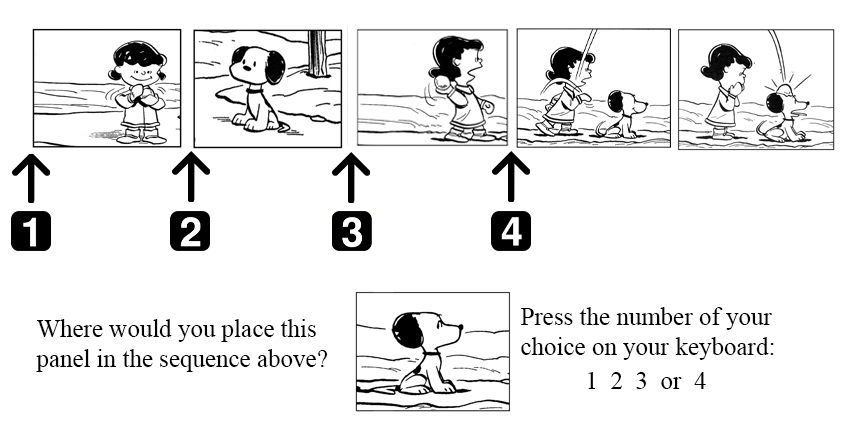 1 2 3 4
Where would you place this
panel in the sequence above?
Press the number of your
choice on your keyboard:
1 2 3 or 4